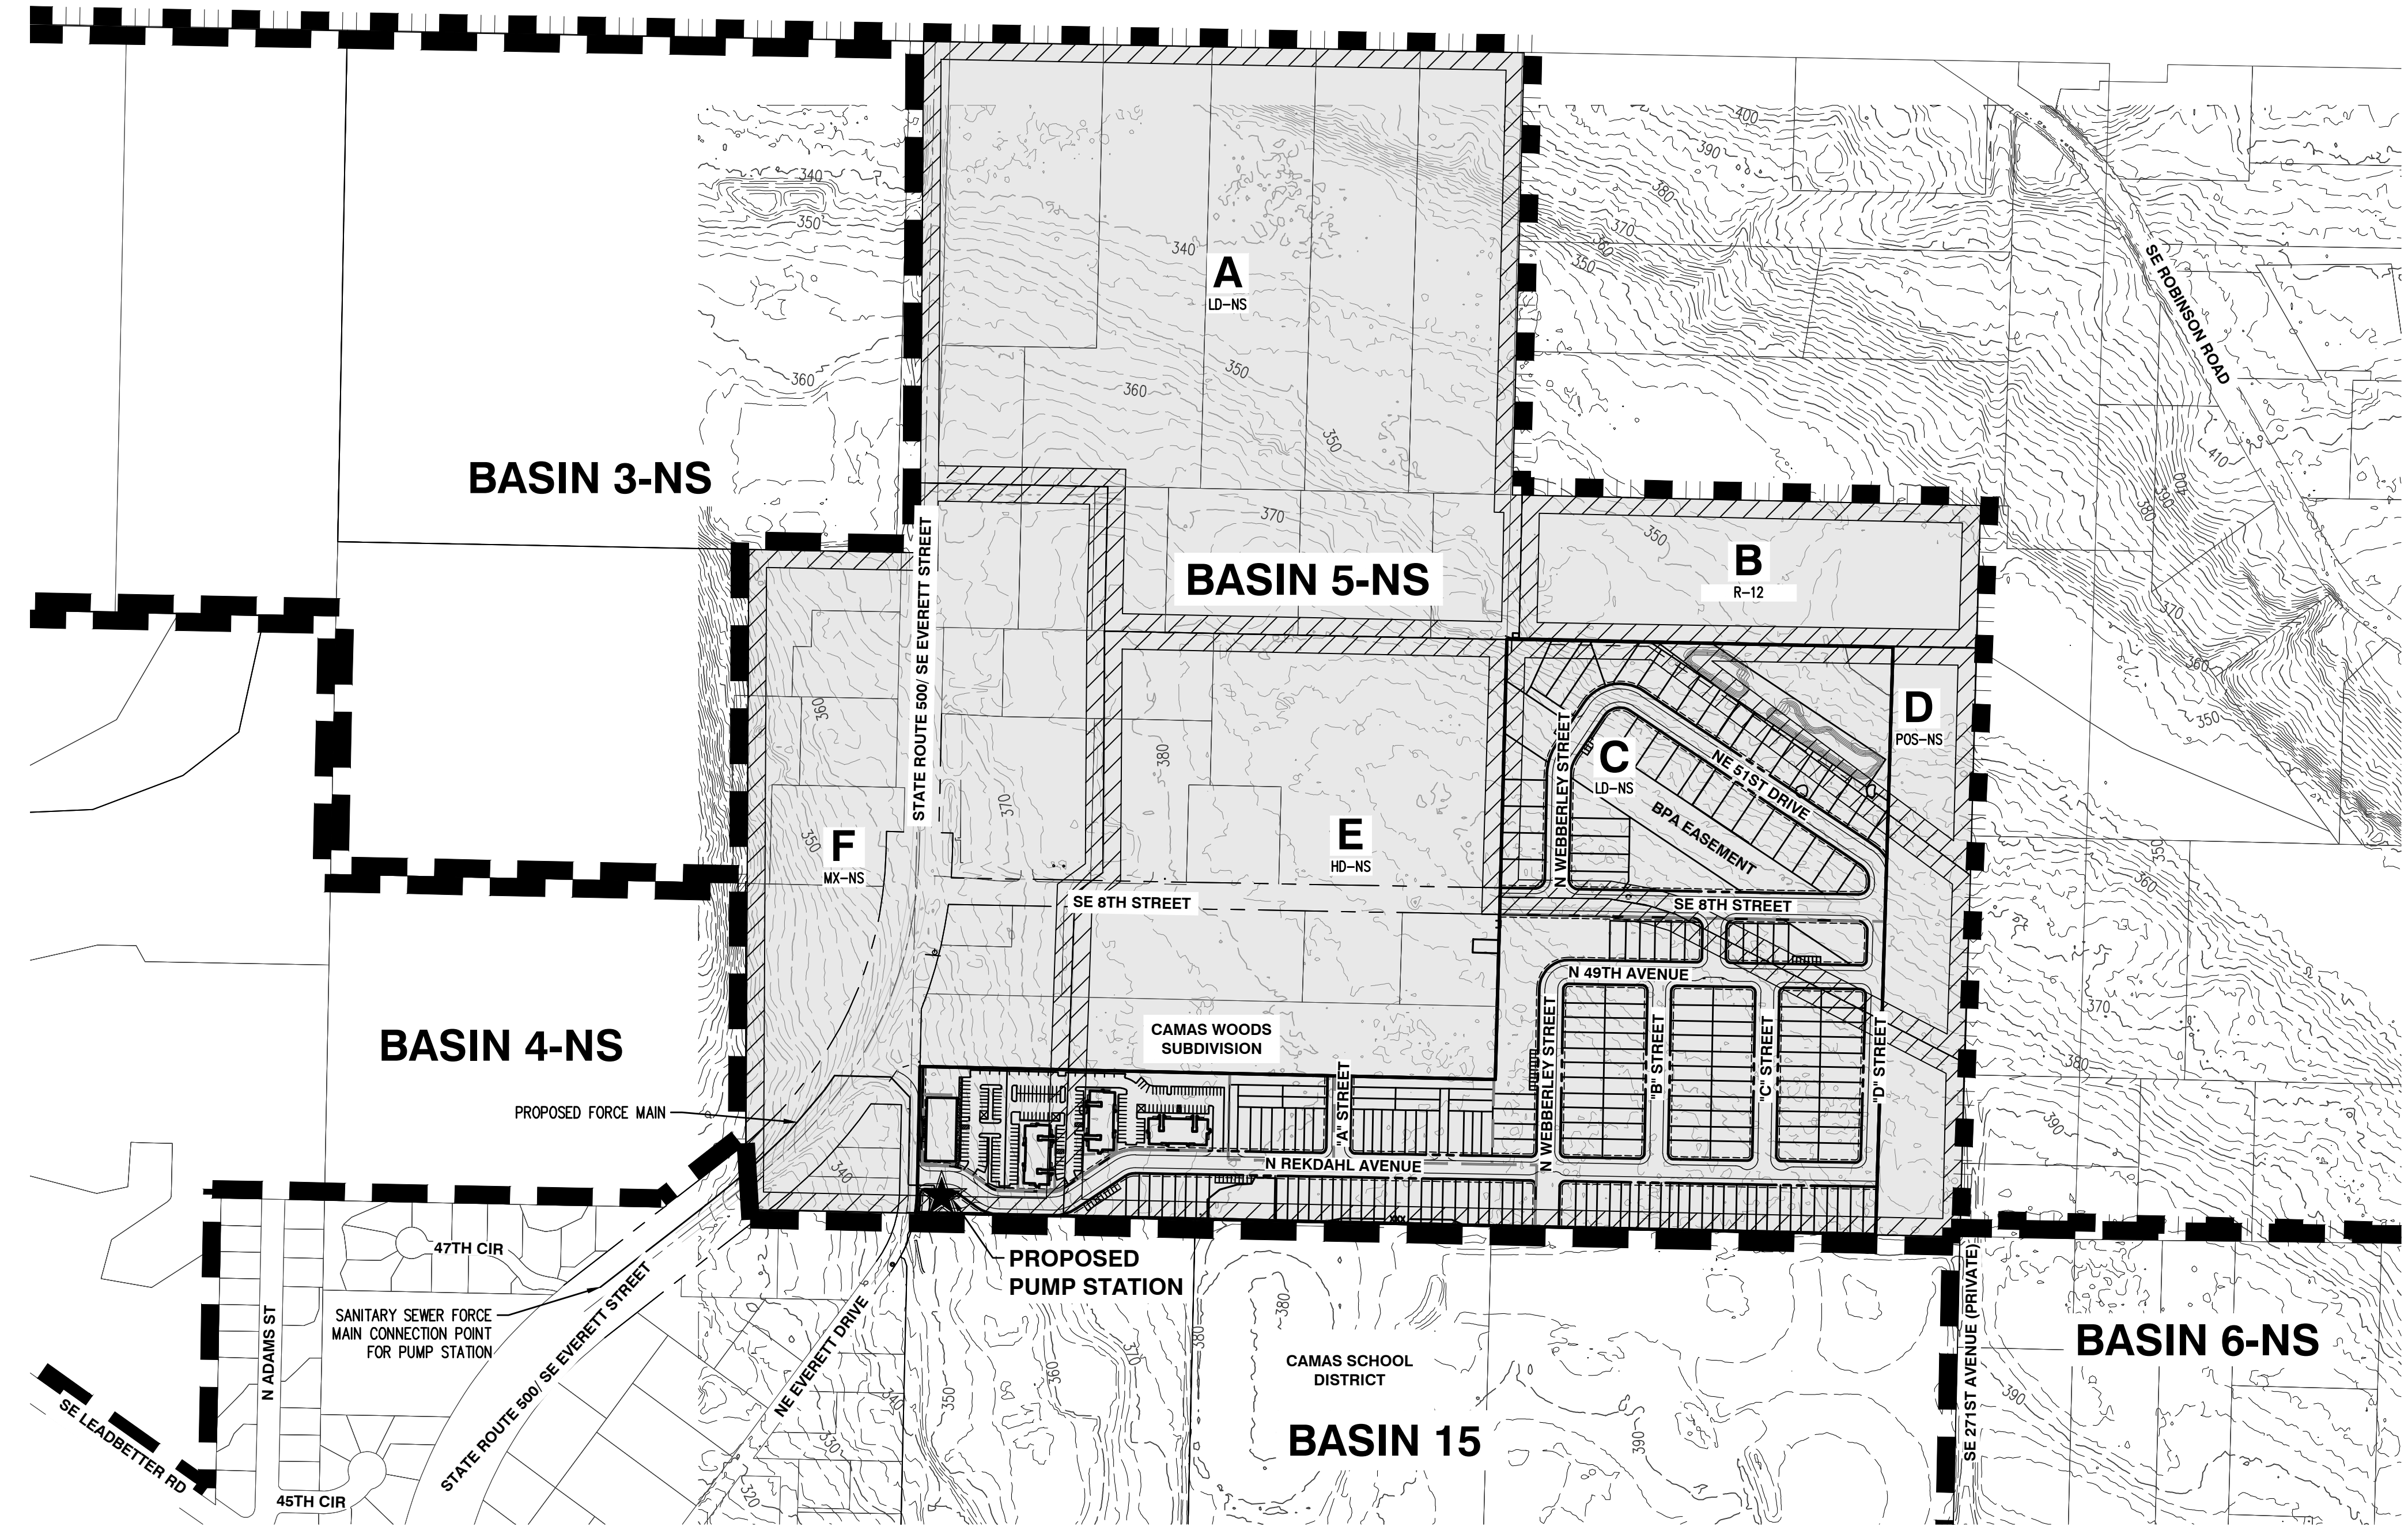 400
390
380
370
360
350
340
350
340
A
LD-NS
SE ROBINSON ROAD
350
360
360
350
BASIN 3-NS
410
400
390
380
370
370
BASIN 5-NS
350
B
R-12
STATE ROUTE 500/ SE EVERETT STREET
360
360
D
POS-NS
350
N WEBBERLEY STREET
C
LD-NS
NE 51ST DRIVE
BPA EASEMENT
380
370
350
F
MX-NS
E
HD-NS
350
360
SE 8TH STREET
SE 8TH STREET
N 49TH AVENUE
370
BASIN 4-NS
CAMAS WOODS
SUBDIVISION
N WEBBERLEY STREET
"B" STREET
"C" STREET
"D" STREET
380
PROPOSED FORCE MAIN
"A" STREET
390
340
N REKDAHL AVENUE
47TH CIR
PROPOSED
PUMP STATION
SANITARY SEWER FORCE
MAIN CONNECTION POINT
FOR PUMP STATION
N ADAMS ST
STATE ROUTE 500/ SE EVERETT STREET
NE EVERETT DRIVE
380
380
370
360
350
340
330
320
CAMAS SCHOOL
DISTRICT
SE 271ST AVENUE (PRIVATE)
BASIN 6-NS
390
390
BASIN 15
SE LEADBETTER RD
45TH CIR